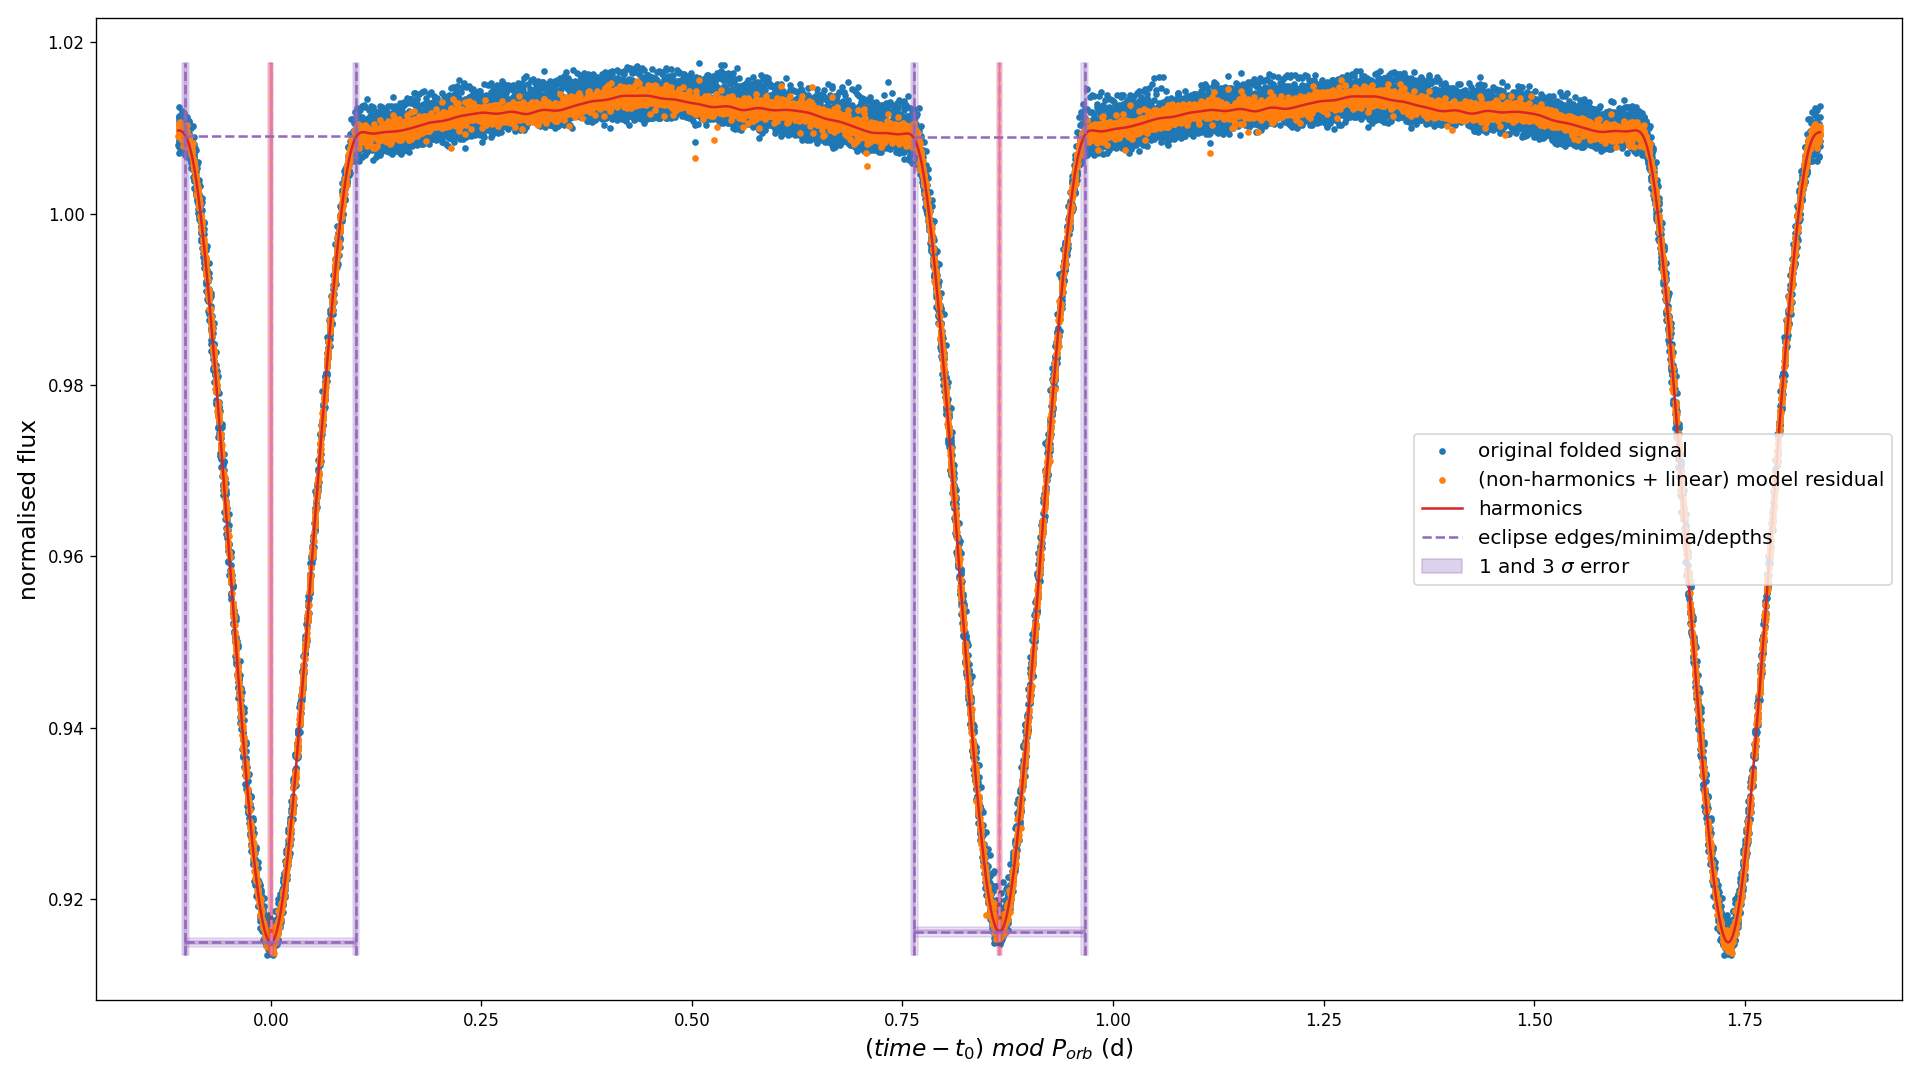 1.02
1.00
0.98
0.96
0.94
0.92
normalised flux
original folded signal
(non-harmonics + linear) model residual
harmonics
eclipse edges/minima/depths
1 and 3 σ error
0.00 0.25 0.50 0.75 1.00 1.25 1.50 1.75
(time − t₀) mod Pₒᵣb (d)